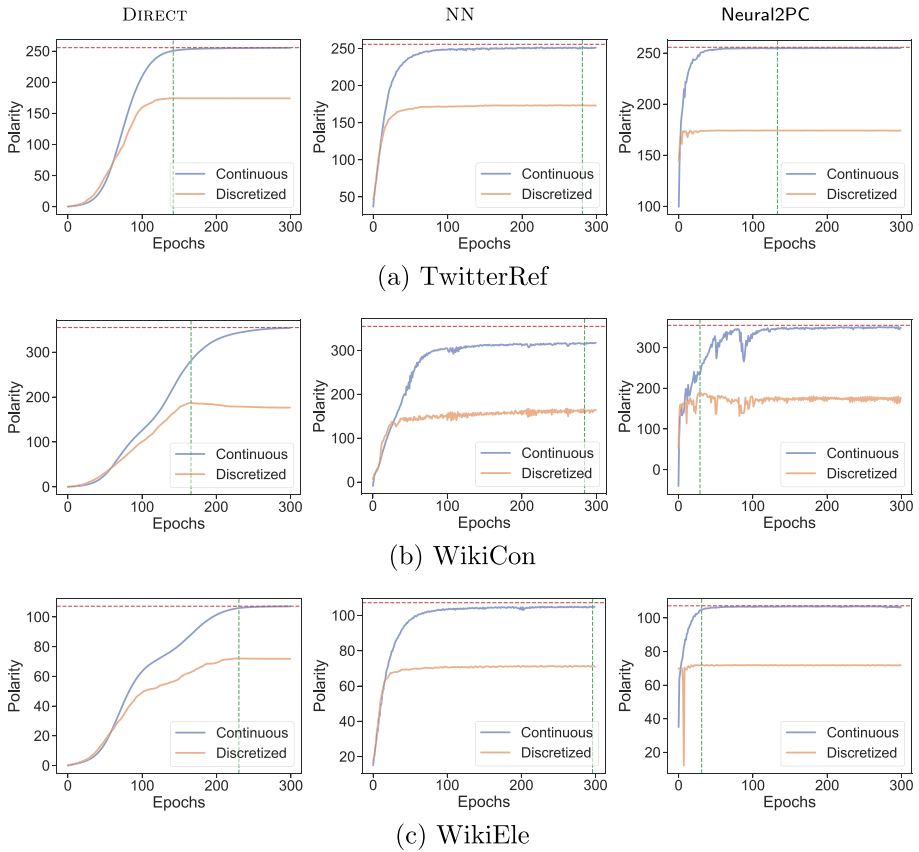 DIRECT NN Neural2PC
250
200
150
100
50
0
Polarity
0 100 200 300
Epochs
Continuous
Discretized
250
200
150
100
50
Polarity
0 100 200 300
Epochs
Continuous
Discretized
250
200
150
100
Polarity
0 100 200 300
Epochs
Continuous
Discretized
(a) TwitterRef
300
200
100
0
Polarity
0 100 200 300
Epochs
Continuous
Discretized
300
200
100
0
Polarity
0 100 200 300
Epochs
Continuous
Discretized
300
200
100
0
Polarity
0 100 200 300
Epochs
Continuous
Discretized
(b) WikiCon
100
80
60
40
20
0
Polarity
0 100 200 300
Epochs
Continuous
Discretized
100
80
60
40
20
Polarity
0 100 200 300
Epochs
Continuous
Discretized
100
80
60
40
20
Polarity
0 100 200 300
Epochs
Continuous
Discretized
(c) WikiEle